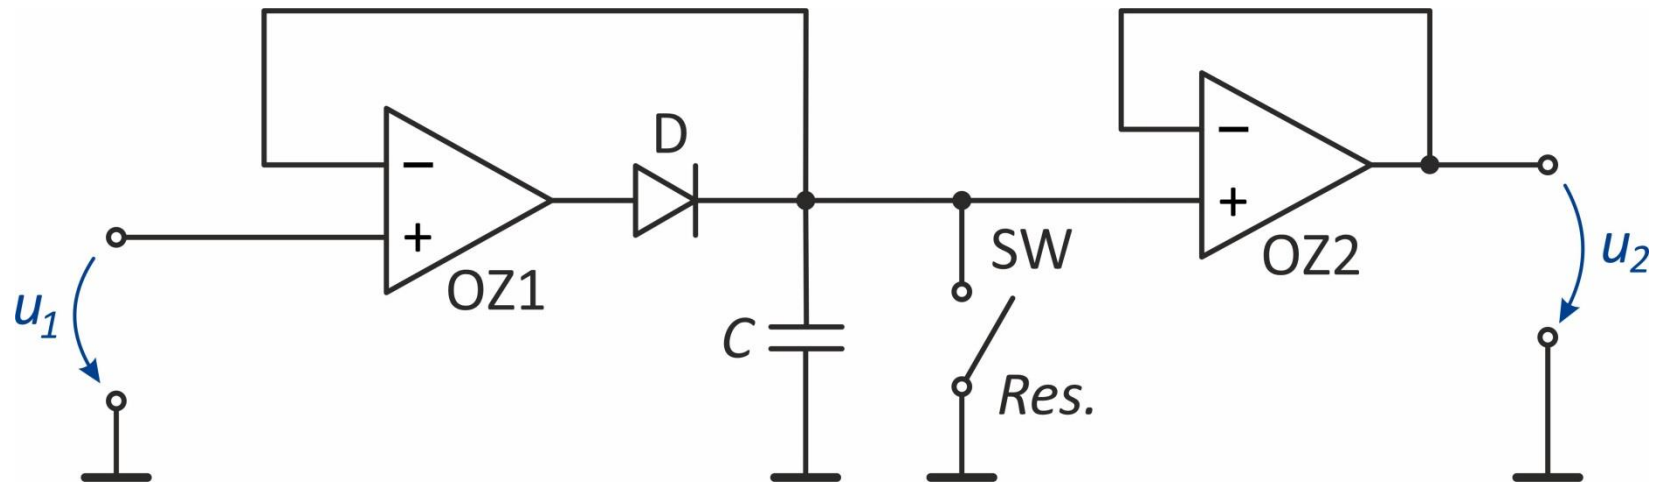 D
−
+
OZ1
u1
C
SW
Res.
−
+
OZ2
u2